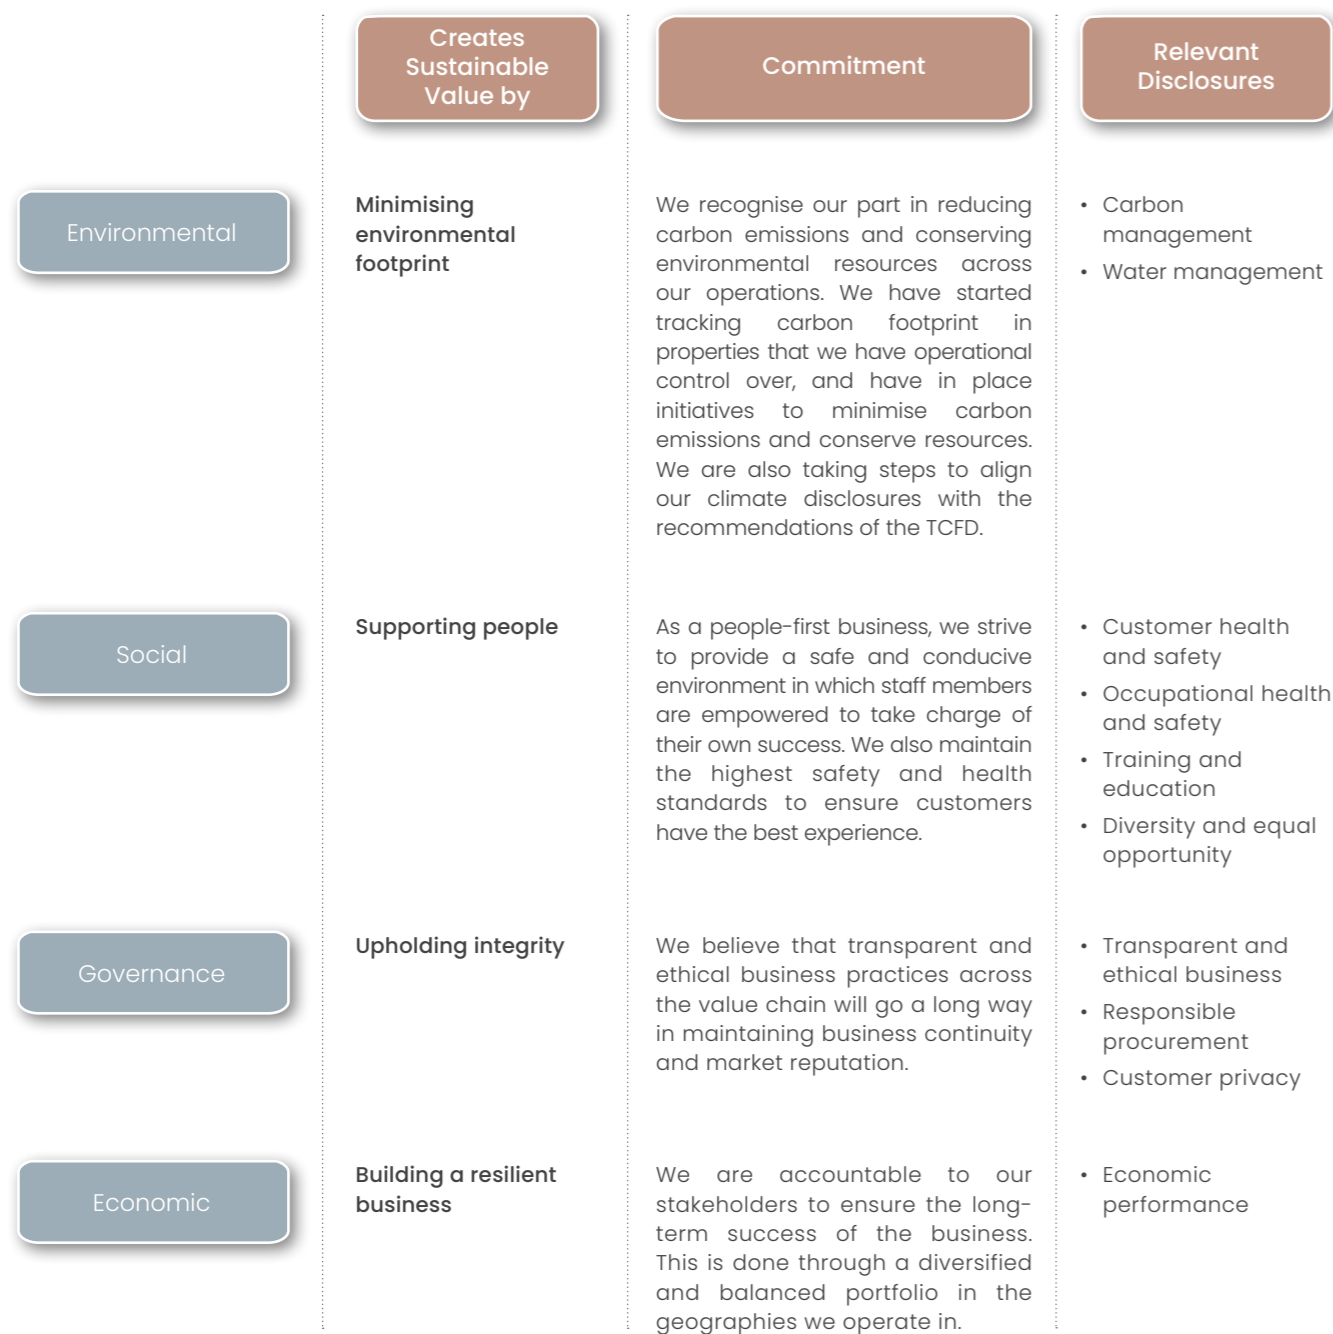 Creates
Sustainable
Value by
Commitment
Relevant
Disclosures
Environmental
Minimising
environmental
footprint
We recognise our part in reducing
carbon emissions and conserving
environmental resources across
our operations. We have started
tracking carbon footprint in
properties that we have operational
control over, and have in place
initiatives to minimise carbon
emissions and conserve resources.
We are also taking steps to align
our climate disclosures with the
recommendations of the TCFD.
• Carbon
management
• Water management
Social
Supporting people
As a people-first business, we strive
to provide a safe and conducive
environment in which staff members
are empowered to take charge of
their own success. We also maintain
the highest safety and health
standards to ensure customers
have the best experience.
• Customer health
and safety
• Occupational health
and safety
• Training and
education
• Diversity and equal
opportunity
Governance
Upholding integrity
We believe that transparent and
ethical business practices across
the value chain will go a long way
in maintaining business continuity
and market reputation.
• Transparent and
ethical business
• Responsible
procurement
• Customer privacy
Economic
Building a resilient
business
We are accountable to our
stakeholders to ensure the long-
term success of the business.
This is done through a diversified
and balanced portfolio in the
geographies we operate in.
• Economic
performance